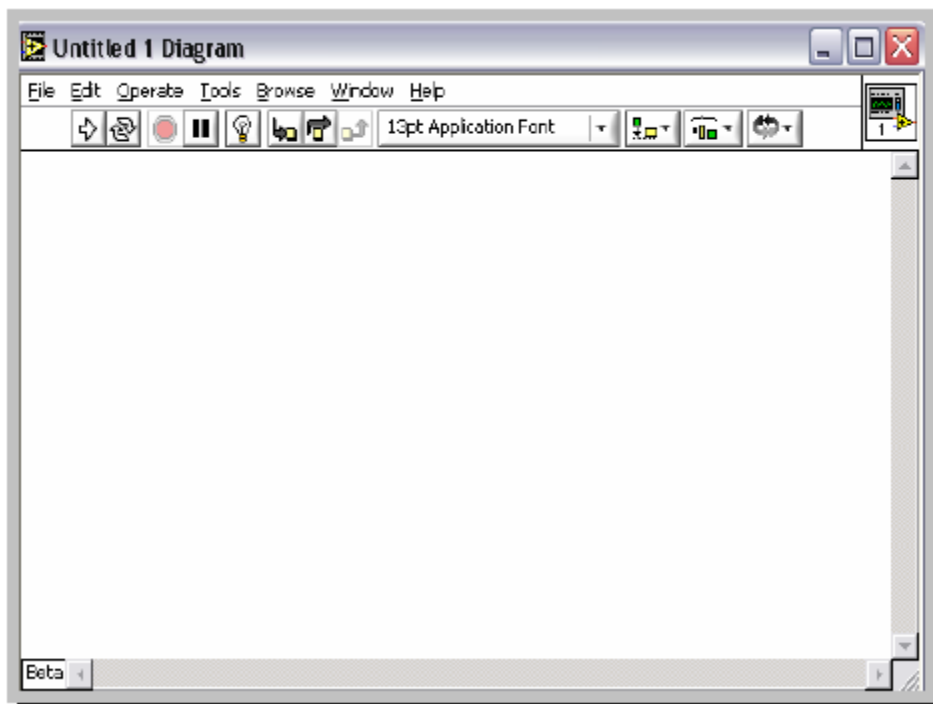 Untitled 1 Diagram
File Edit Operate Tools Browse Window Help
13pt Application Font
1
Beta